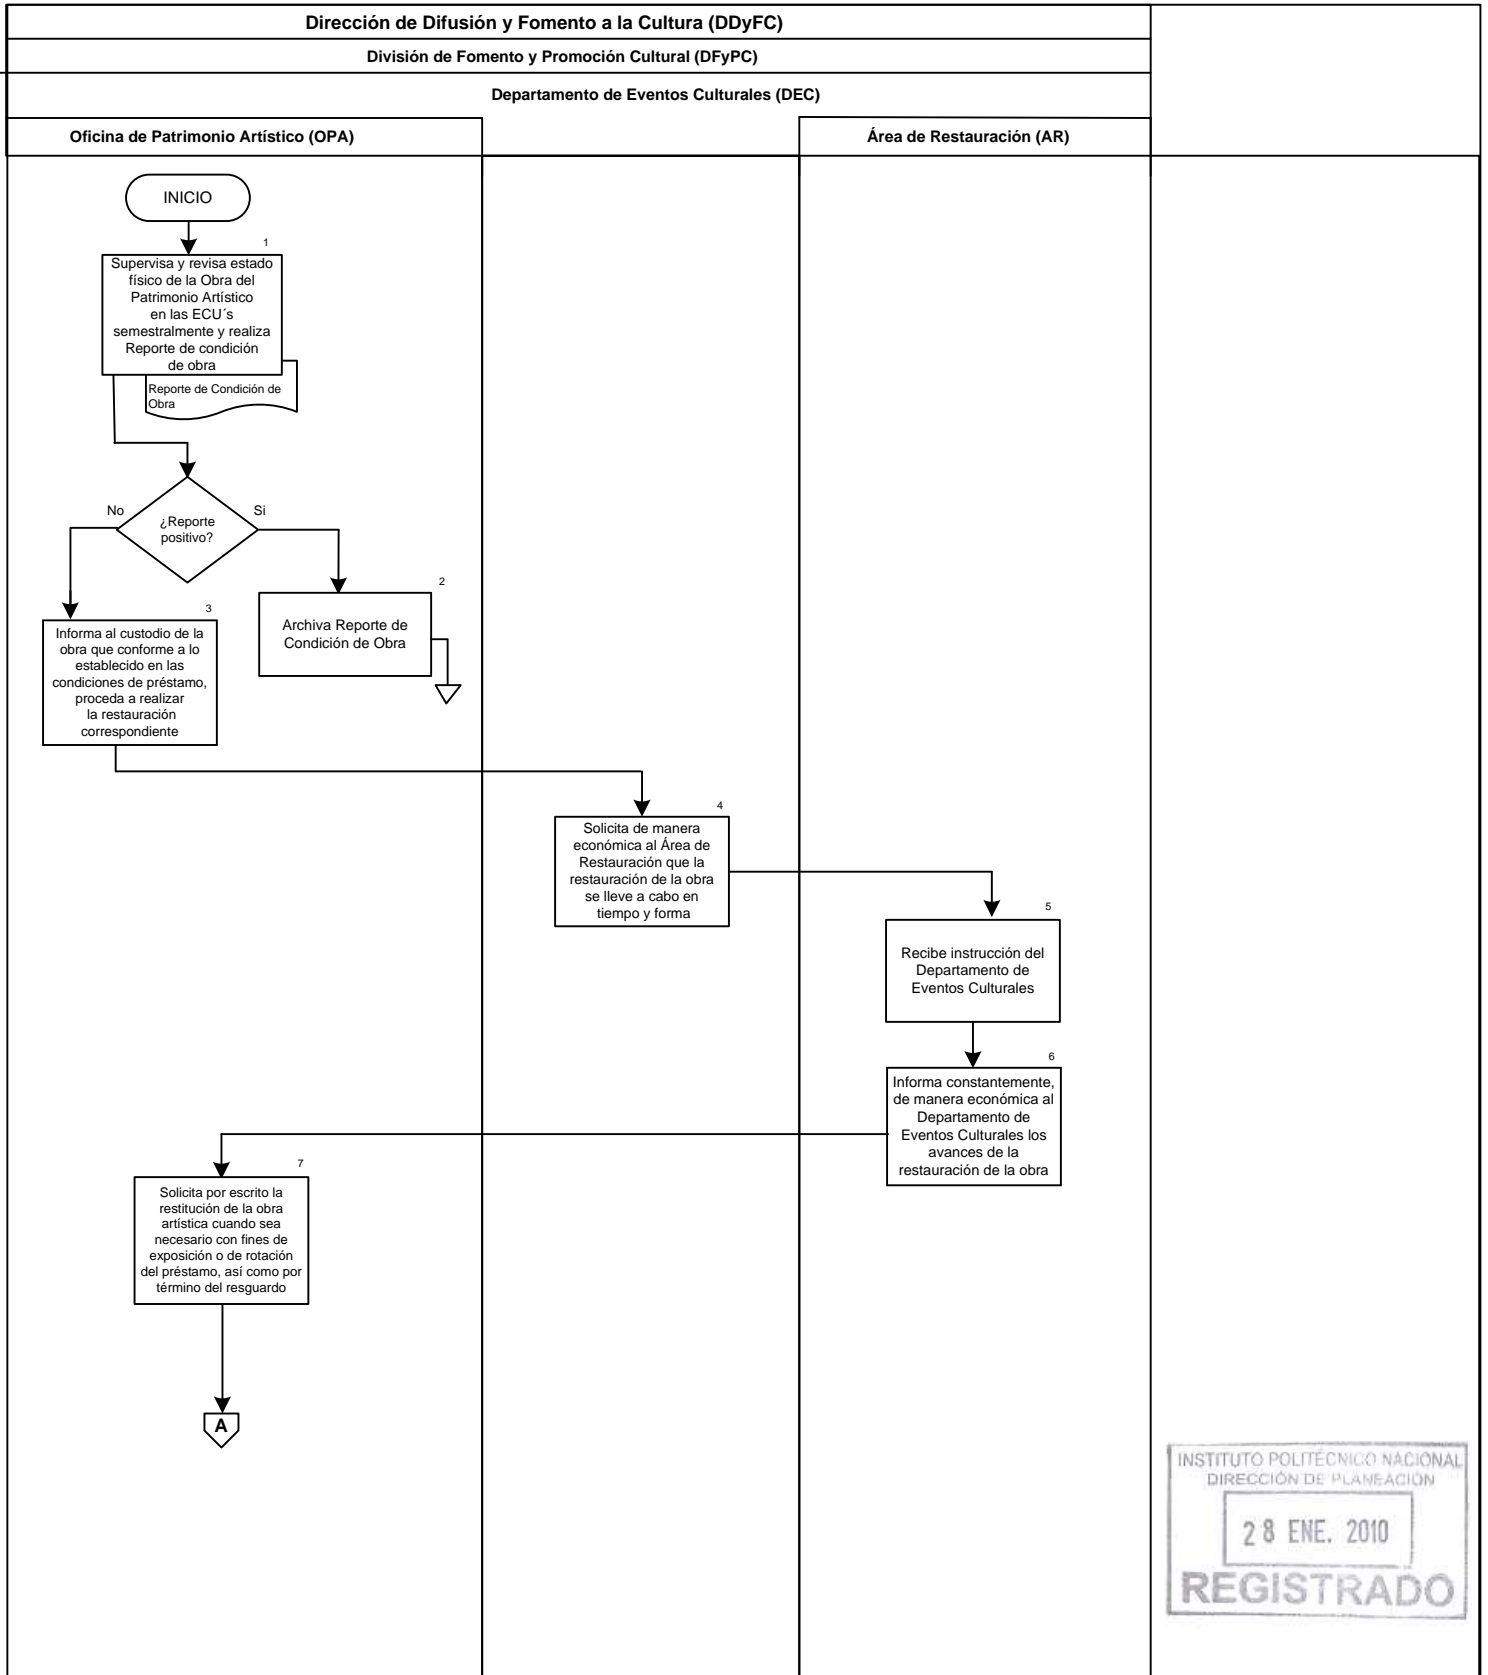 Dirección de Difusión y Fomento a la Cultura (DDyFC)
División de Fomento y Promoción Cultural (DFyPC)
Departamento de Eventos Culturales (DEC)
Oficina de Patrimonio Artístico (OPA)
Área de Restauración (AR)
INICIO
1
Supervisa y revisa estado
físico de la Obra del
Patrimonio Artístico
en las ECU´s
semestralmente y realiza
Reporte de condición
de obra
Reporte de Condición de
Obra
No
Si
¿Reporte
positivo?
2
Archiva Reporte de
Condición de Obra
3
Informa al custodio de la
obra que conforme a lo
establecido en las
condiciones de préstamo,
proceda a realizar
la restauración
correspondiente
4
Solicita de manera
económica al Área de
Restauración que la
restauración de la obra
se lleve a cabo en
tiempo y forma
5
Recibe instrucción del
Departamento de
Eventos Culturales
6
Informa constantemente,
de manera económica al
Departamento de
Eventos Culturales los
avances de la
restauración de la obra
7
Solicita por escrito la
restitución de la obra
artística cuando sea
necesario con fines de
exposición o de rotación
del préstamo, así como por
término del resguardo
A
INSTITUTO POLITÉCNICO NACIONAL
DIRECCIÓN DE PLANEACIÓN
28 ENE. 2010
REGISTRADO